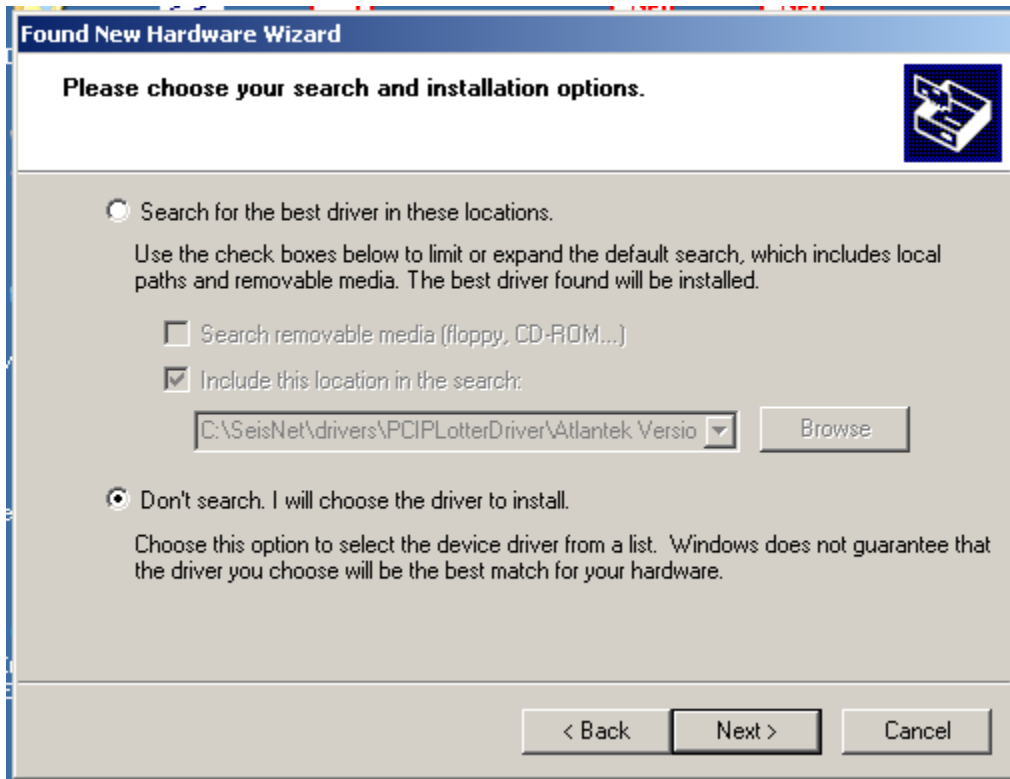 Found New Hardware Wizard
Please choose your search and installation options.
Search for the best driver in these locations.
Use the check boxes below to limit or expand the default search, which includes local
paths and removable media. The best driver found will be installed.
Search removable media (floppy, CD-ROM...)
Include this location in the search:
C:\SeisNet\drivers\PCIPLotterDriver\Atlantek Versio
Browse
Don't search. I will choose the driver to install.
Choose this option to select the device driver from a list. Windows does not guarantee that
the driver you choose will be the best match for your hardware.
< Back Next > Cancel